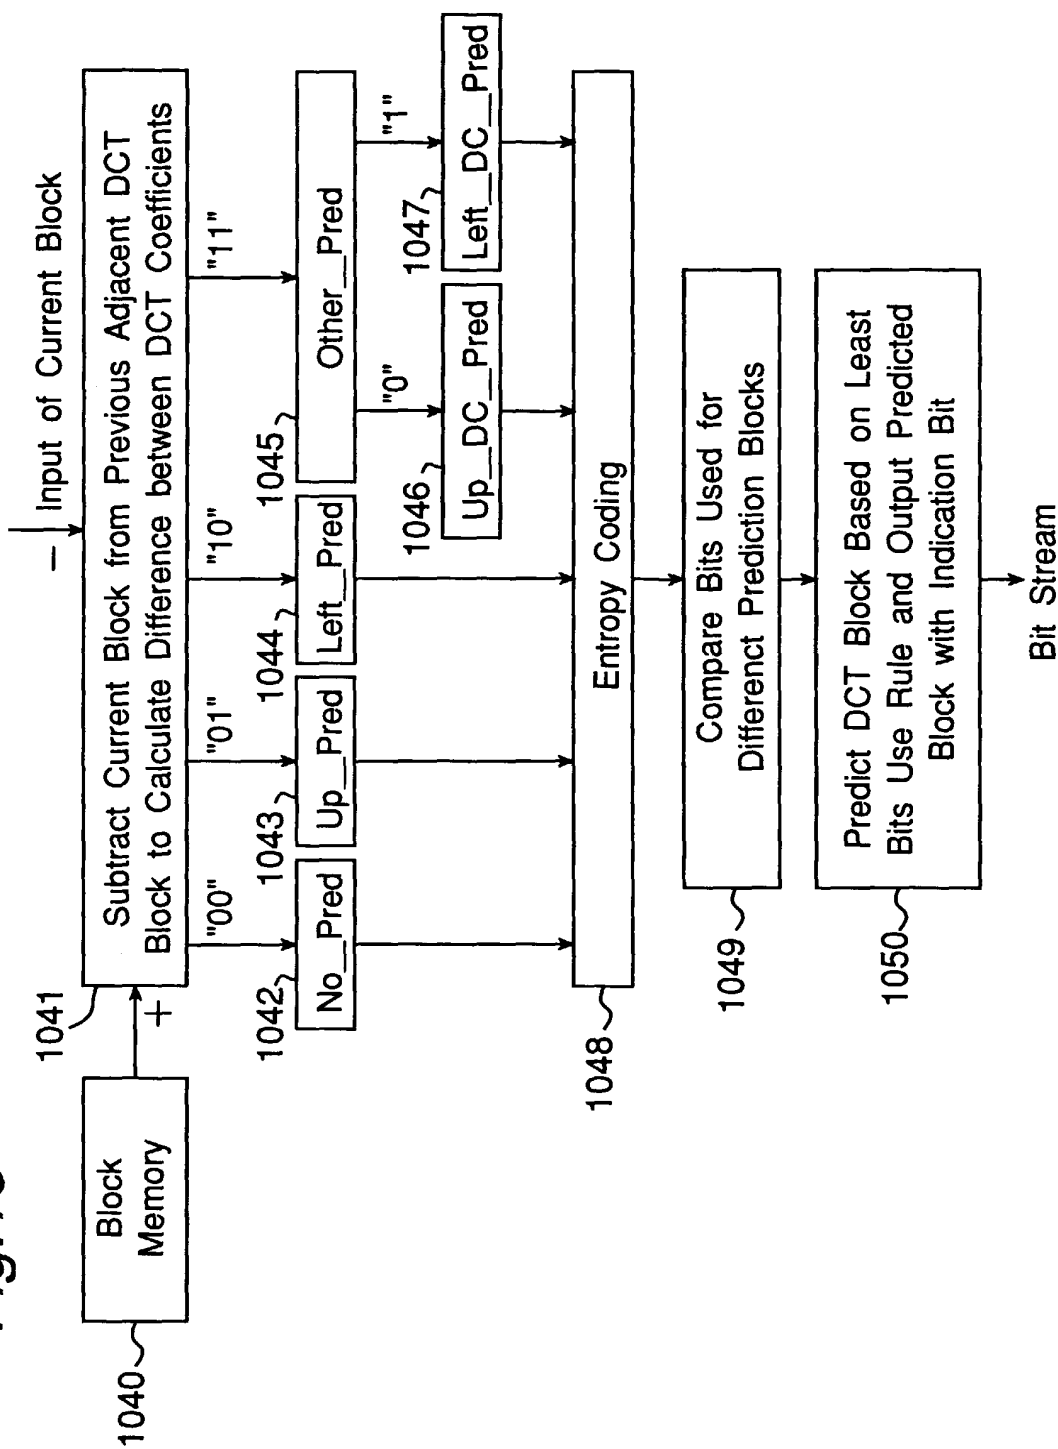 Input of Current Block
−
1041
Subtract Current Block from Previous Adjacent DCT
Block to Calculate Difference between DCT Coefficients
Block
Memory
+
1040
"00"
"01"
"10"
"11"
1042
No_Pred
1043
Up_Pred
1044
Left_Pred
1045
Other_Pred
"0"
"1"
1046
Up_DC_Pred
1047
Left_DC_Pred
1048
Entropy Coding
1049
Compare Bits Used for
Differenct Prediction Blocks
1050
Predict DCT Block Based on Least
Bits Use Rule and Output Predicted
Block with Indication Bit
Bit Stream